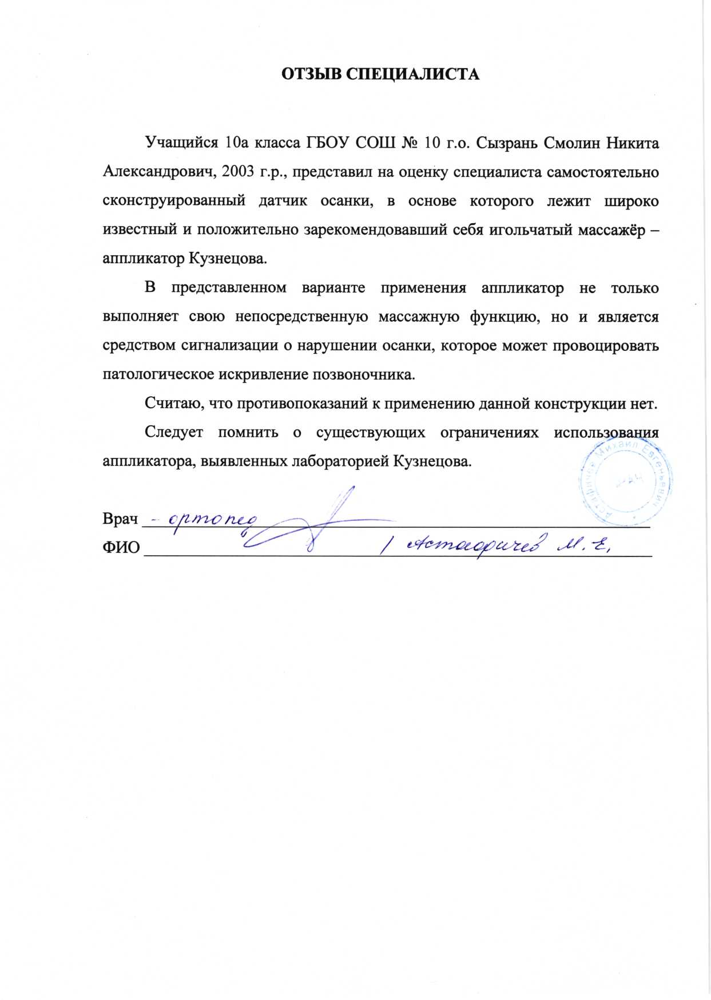 ОТЗЫВ СПЕЦИАЛИСТА
Учащийся 10а класса ГБОУ СОШ № 10 г.о. Сызрань Смолин Никита
Александрович, 2003 г.р., представил на оценку специалиста самостоятельно
сконструированный датчик осанки, в основе которого лежит широко
известный и положительно зарекомендовавший себя игольчатый массажёр –
аппликатор Кузнецова.
В представленном варианте применения аппликатор не только
выполняет свою непосредственную массажную функцию, но и является
средством сигнализации о нарушении осанки, которое может провоцировать
патологическое искривление позвоночника.
Считаю, что противопоказаний к применению данной конструкции нет.
Следует помнить о существующих ограничениях использования
аппликатора, выявленных лабораторией Кузнецова.
Михаил Евгеньевич
врач
Врач - ортопед
ФИО / Астафичев М.Е.